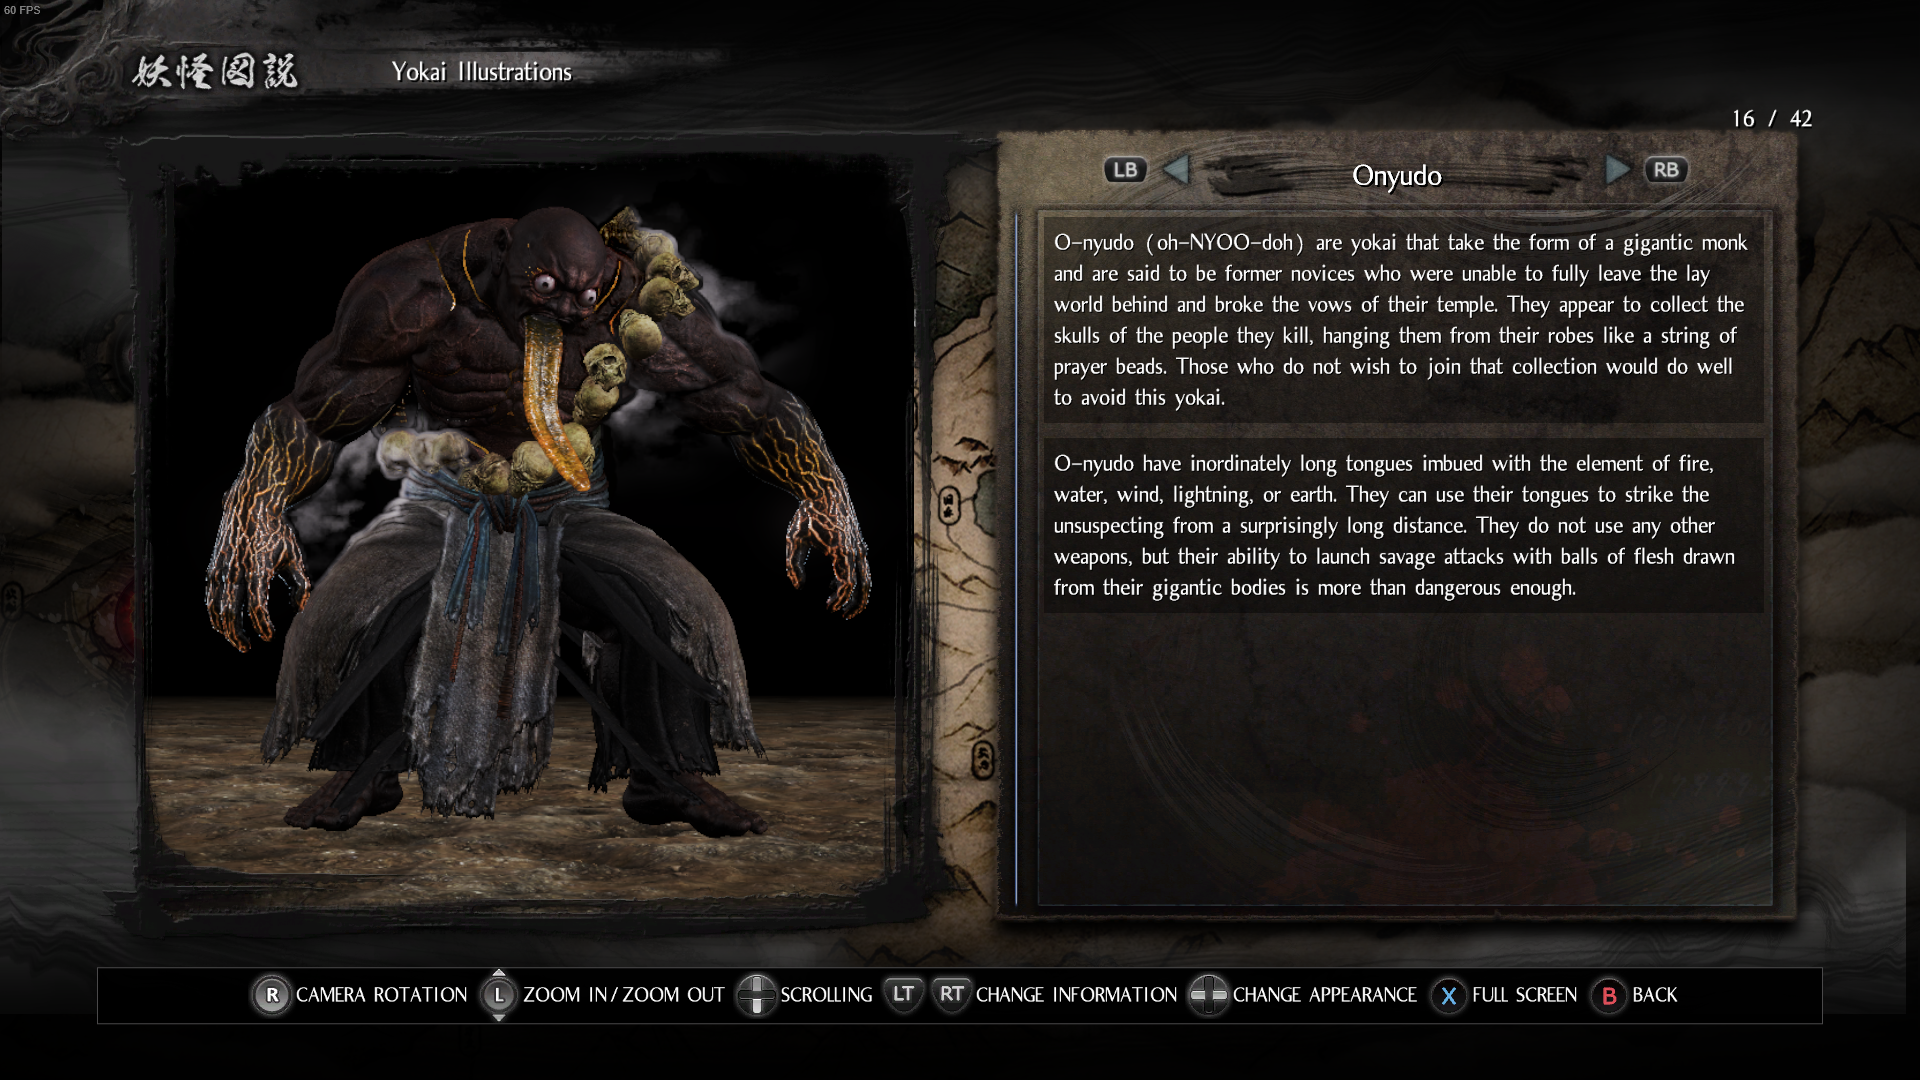 60 FPS
妖怪図説
Yokai Illustrations
16 / 42
LB
Onyudo
RB
O-nyudo (oh-NYOO-doh) are yokai that take the form of a gigantic monk
and are said to be former novices who were unable to fully leave the lay
world behind and broke the vows of their temple. They appear to collect the
skulls of the people they kill, hanging them from their robes like a string of
prayer beads. Those who do not wish to join that collection would do well
to avoid this yokai.
O-nyudo have inordinately long tongues imbued with the element of fire,
water, wind, lightning, or earth. They can use their tongues to strike the
unsuspecting from a surprisingly long distance. They do not use any other
weapons, but their ability to launch savage attacks with balls of flesh drawn
from their gigantic bodies is more than dangerous enough.
R CAMERA ROTATION L ZOOM IN/ZOOM OUT SCROLLING LT RT CHANGE INFORMATION CHANGE APPEARANCE X FULL SCREEN B BACK